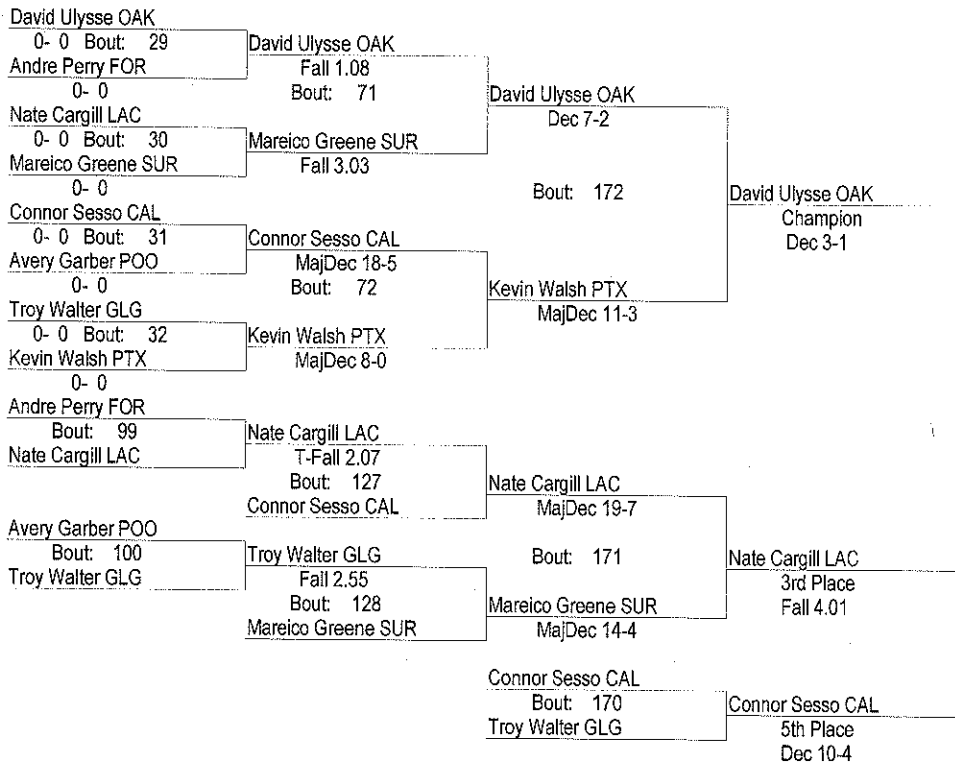 David Ulysse OAK
0- 0 Bout: 29
Andre Perry FOR
0- 0
Nate Cargill LAC
0- 0 Bout: 30
Mareico Greene SUR
0- 0
Connor Sesso CAL
0- 0 Bout: 31
Avery Garber POO
0- 0
Troy Walter GLG
0- 0 Bout: 32
Kevin Walsh PTX
0- 0
David Ulysse OAK
Fall 1.08
Bout: 71
Mareico Greene SUR
Fall 3.03
Connor Sesso CAL
MajDec 18-5
Bout: 72
Kevin Walsh PTX
MajDec 8-0
David Ulysse OAK
Dec 7-2
Bout: 172
Kevin Walsh PTX
MajDec 11-3
David Ulysse OAK
Champion
Dec 3-1
Andre Perry FOR
Bout: 99
Nate Cargill LAC
Avery Garber POO
Bout: 100
Troy Walter GLG
Nate Cargill LAC
T-Fall 2.07
Bout: 127
Connor Sesso CAL
Troy Walter GLG
Fall 2.55
Bout: 128
Mareico Greene SUR
Nate Cargill LAC
MajDec 19-7
Bout: 171
Mareico Greene SUR
MajDec 14-4
Nate Cargill LAC
3rd Place
Fall 4.01
Connor Sesso CAL
Bout: 170
Troy Walter GLG
Connor Sesso CAL
5th Place
Dec 10-4